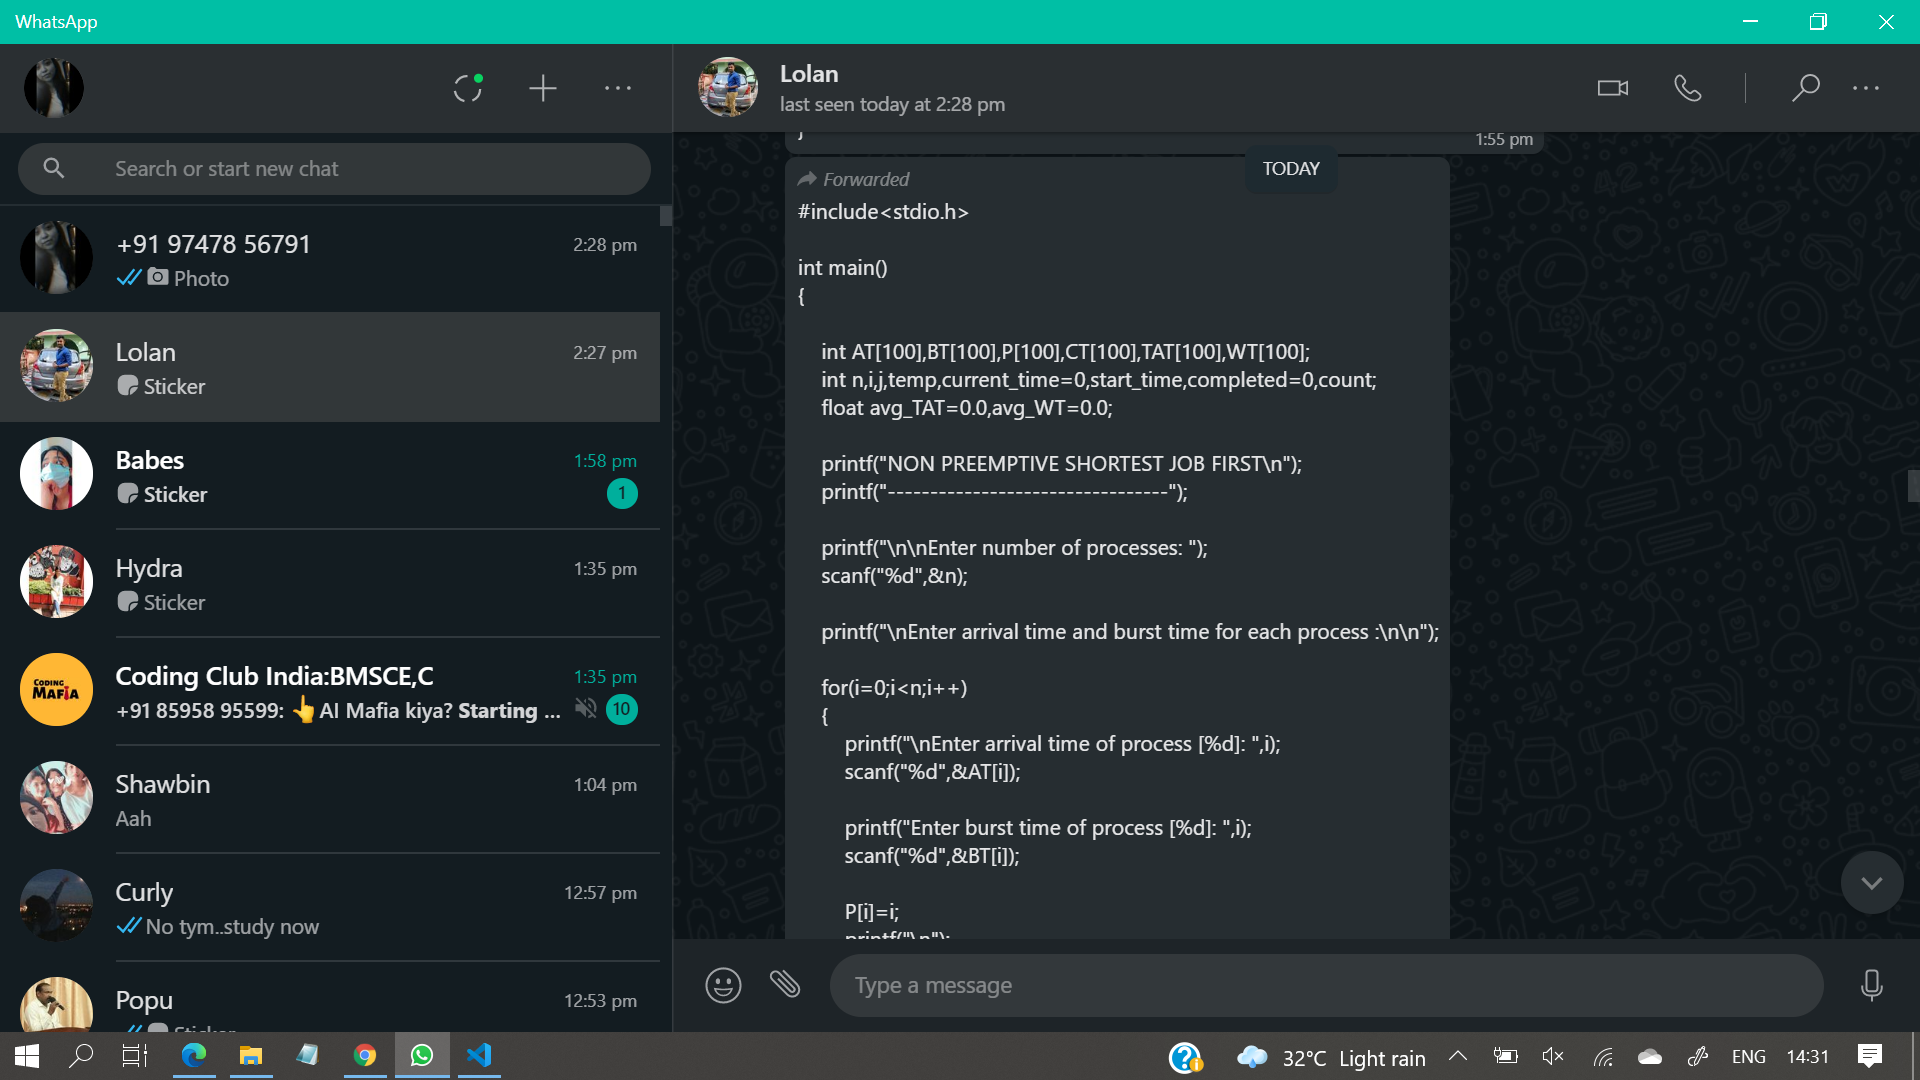 WhatsApp
Search or start new chat
+91 97478 56791
2:28 pm
Photo
Lolan
2:27 pm
Sticker
Babes
1:58 pm
Sticker
1
Hydra
1:35 pm
Sticker
CODING
MAFIA
Coding Club India:BMSCE,C
1:35 pm
+91 85958 95599: 👆AI Mafia kiya? Starting ...
10
Shawbin
1:04 pm
Aah
Curly
12:57 pm
No tym..study now
Popu
12:53 pm
Sticker
Lolan
last seen today at 2:28 pm
}
1:55 pm
TODAY
Forwarded
#include<stdio.h>
int main()
{
int AT[100],BT[100],P[100],CT[100],TAT[100],WT[100];
int n,i,j,temp,current_time=0,start_time,completed=0,count;
float avg_TAT=0.0,avg_WT=0.0;
printf("NON PREEMPTIVE SHORTEST JOB FIRST\n");
printf("---------------------------------");
printf("\n\nEnter number of processes: ");
scanf("%d",&n);
printf("\nEnter arrival time and burst time for each process :\n\n");
for(i=0;i<n;i++)
{
printf("\nEnter arrival time of process [%d]: ",i);
scanf("%d",&AT[i]);
printf("Enter burst time of process [%d]: ",i);
scanf("%d",&BT[i]);
P[i]=i;
printf("\n");
Type a message
32°C Light rain
ENG
14:31